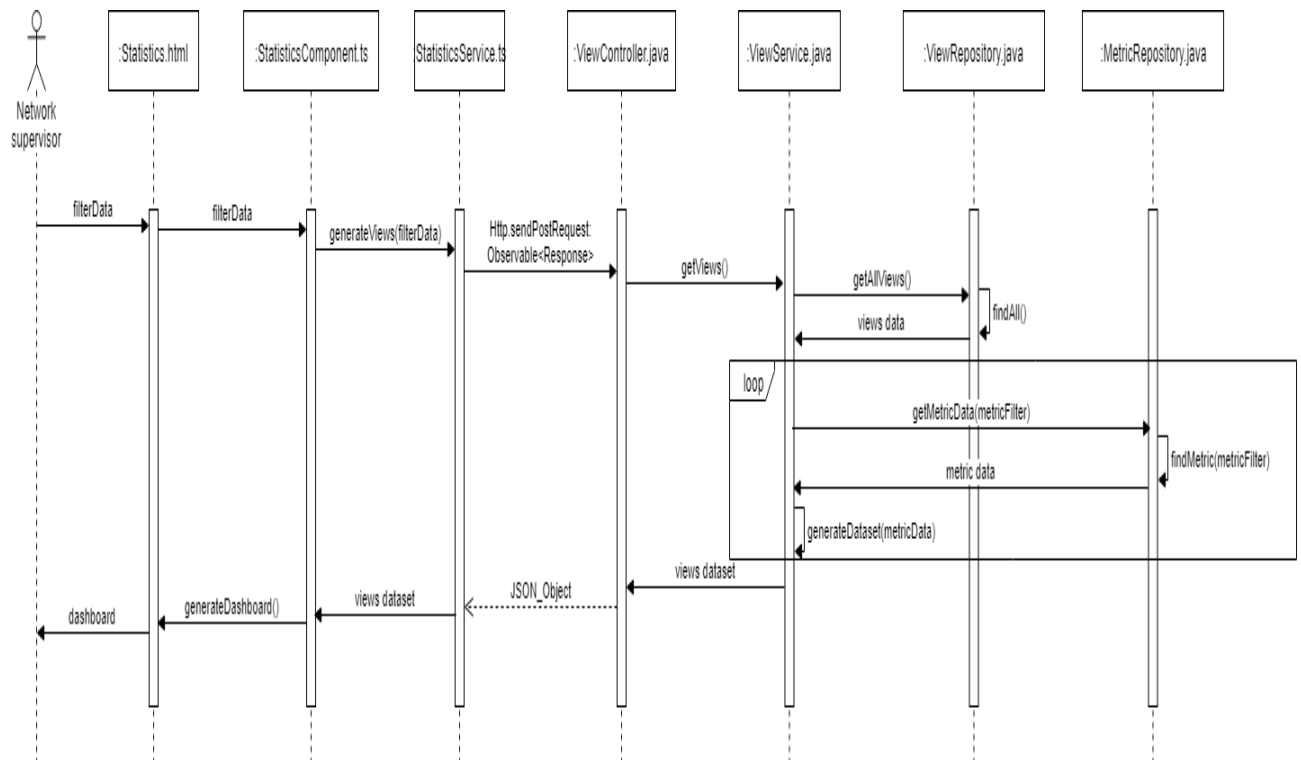 :Statistics.html
:StatisticsComponent.ts
:StatisticsService.ts
:ViewController.java
:ViewService.java
:ViewRepository.java
:MetricRepository.java
Network
supervisor
filterData
filterData
generateViews(filterData)
Http.sendPostRequest:
Observable<Response>
getViews()
getAllViews()
findAll()
views data
loop
getMetricData(metricFilter)
findMetric(metricFilter)
metric data
generateDataset(metricData)
views dataset
JSON_Object
views dataset
generateDashboard()
dashboard